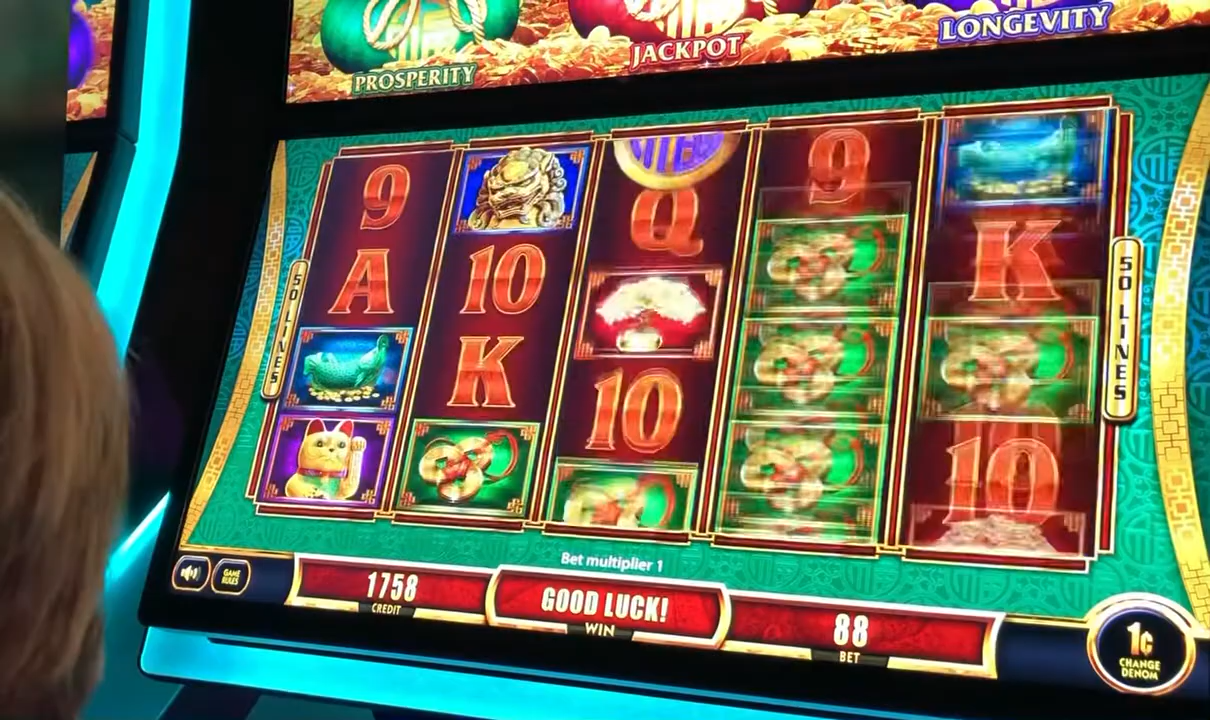 PROSPERITY
JACKPOT
LONGEVITY
9
A
10
K
Q
10
9
K
10
50 LINES
50 LINES
Bet multiplier 1
GAME RULES
1758
CREDIT
GOOD LUCK!
WIN
88
BET
1¢
CHANGE
DENOM